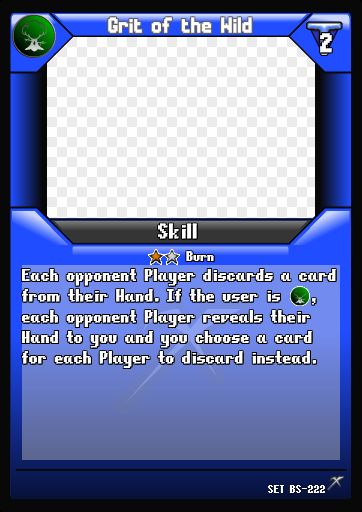 Grit of the Wild
2
Skill
Burn
Each opponent Player discards a card
from their Hand. If the user is ,
each opponent Player reveals their
Hand to you and you choose a card
for each Player to discard instead.
SET BS-222